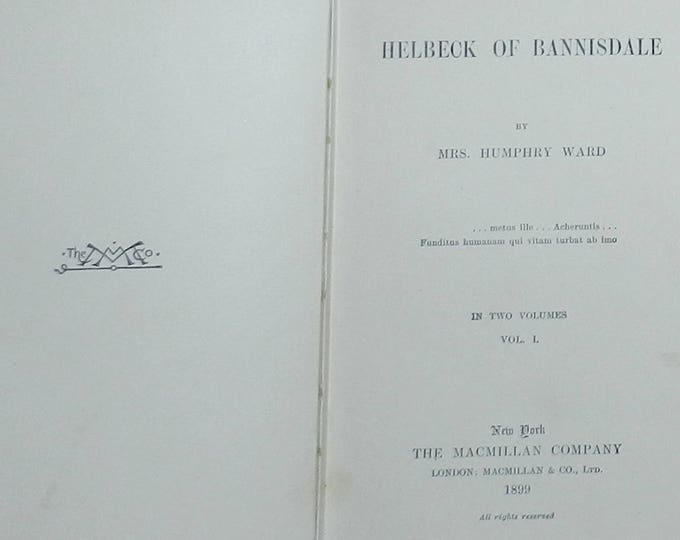 The M Co.
HELBECK OF BANNISDALE
BY
MRS. HUMPHRY WARD
. . . metus ille . . . Acheruntis . . .
Funditus humanam qui vitam turbat ab imo
IN TWO VOLUMES
VOL. I.
New York
THE MACMILLAN COMPANY
LONDON: MACMILLAN & CO., LTD.
1899
All rights reserved